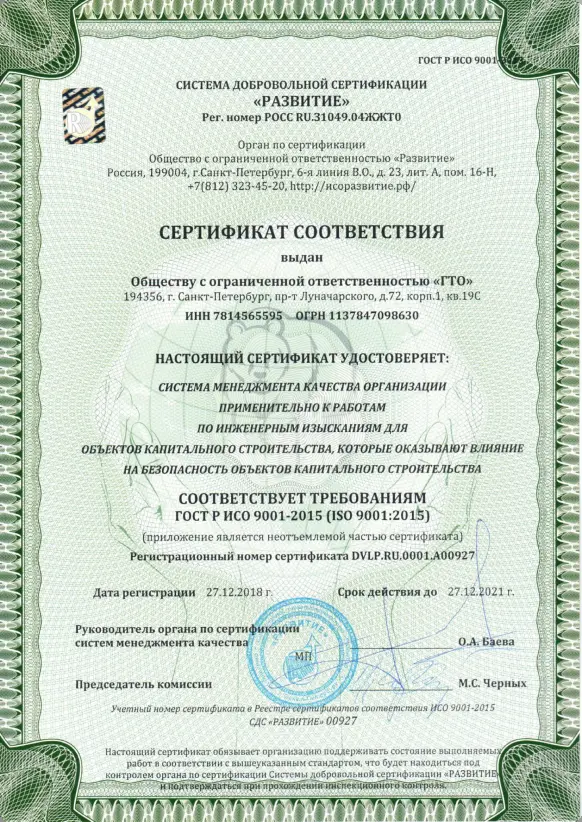 ГОСТ Р ИСО 9001-
СИСТЕМА ДОБРОВОЛЬНОЙ СЕРТИФИКАЦИИ
«РАЗВИТИЕ»
Рег. номер РОСС RU.31049.04ЖЖТ0
Орган по сертификации
Общество с ограниченной ответственностью «Развитие»
Россия, 199004, г.Санкт-Петербург, 6-я линия В.О., д. 23, лит. А, пом. 16-Н,
+7(812) 323-45-20, http://исоразвитие.рф/
СЕРТИФИКАТ СООТВЕТСТВИЯ
выдан
Обществу с ограниченной ответственностью «ГТО»
194356, г. Санкт-Петербург, пр-т Луначарского, д.72, корп.1, кв.19С
ИНН 7814565595 ОГРН 1137847098630
НАСТОЯЩИЙ СЕРТИФИКАТ УДОСТОВЕРЯЕТ:
СИСТЕМА МЕНЕДЖМЕНТА КАЧЕСТВА ОРГАНИЗАЦИИ
ПРИМЕНИТЕЛЬНО К РАБОТАМ
ПО ИНЖЕНЕРНЫМ ИЗЫСКАНИЯМ ДЛЯ
ОБЪЕКТОВ КАПИТАЛЬНОГО СТРОИТЕЛЬСТВА, КОТОРЫЕ ОКАЗЫВАЮТ ВЛИЯНИЕ
НА БЕЗОПАСНОСТЬ ОБЪЕКТОВ КАПИТАЛЬНОГО СТРОИТЕЛЬСТВА
СООТВЕТСТВУЕТ ТРЕБОВАНИЯМ
ГОСТ Р ИСО 9001-2015 (ISO 9001:2015)
(приложение является неотъемлемой частью сертификата)
Регистрационный номер сертификата DVLP.RU.0001.A00927
Дата регистрации 27.12.2018 г. Срок действия до 27.12.2021 г.
Руководитель органа по сертификации
систем менеджмента качества О.А. Баева
МП
Председатель комиссии М.С. Черных
Учетный номер сертификата в Реестре сертификатов соответствия ИСО 9001-2015
СДС «РАЗВИТИЕ» 00927
Настоящий сертификат обязывает организацию поддерживать состояние выполняемых
работ в соответствии с вышеуказанным стандартом, что будет находиться под
контролем органа по сертификации Системы добровольной сертификации «РАЗВИТИЕ
и подтверждаться при прохождении инспекционного контроля.